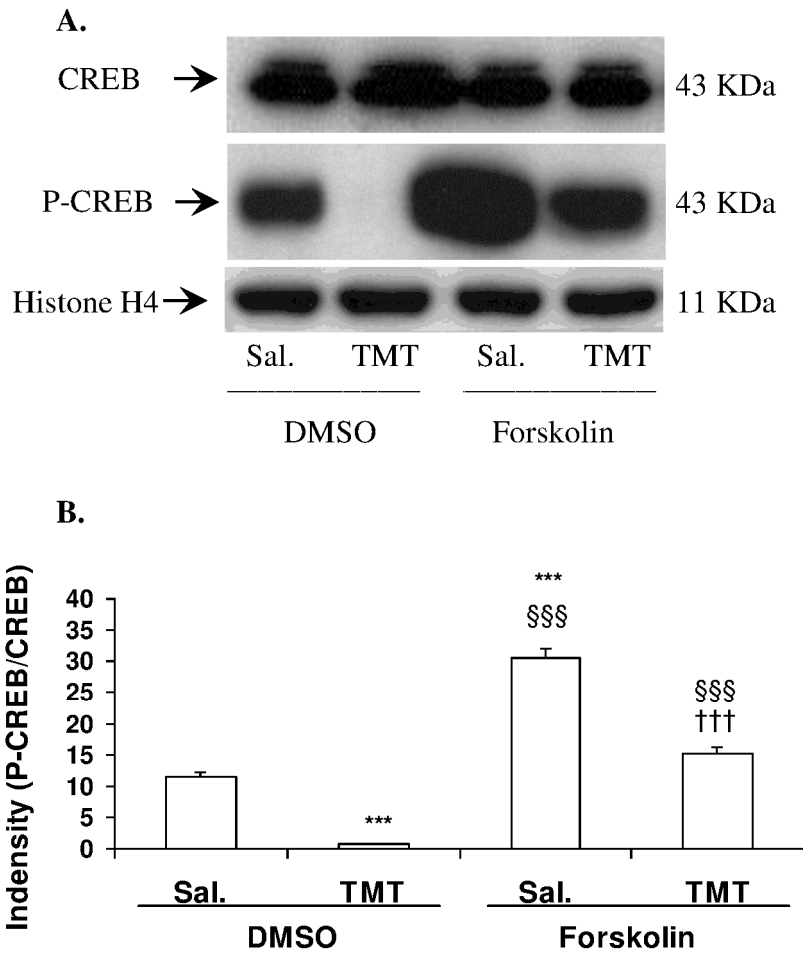 A.
CREB
43 KDa
P-CREB
43 KDa
Histone H4
11 KDa
Sal. TMT Sal. TMT
DMSO Forskolin
B.
Indensity (P-CREB/CREB)
40
35
30
25
20
15
10
5
0
***
***
§§§
§§§
†††
Sal. TMT Sal. TMT
DMSO Forskolin